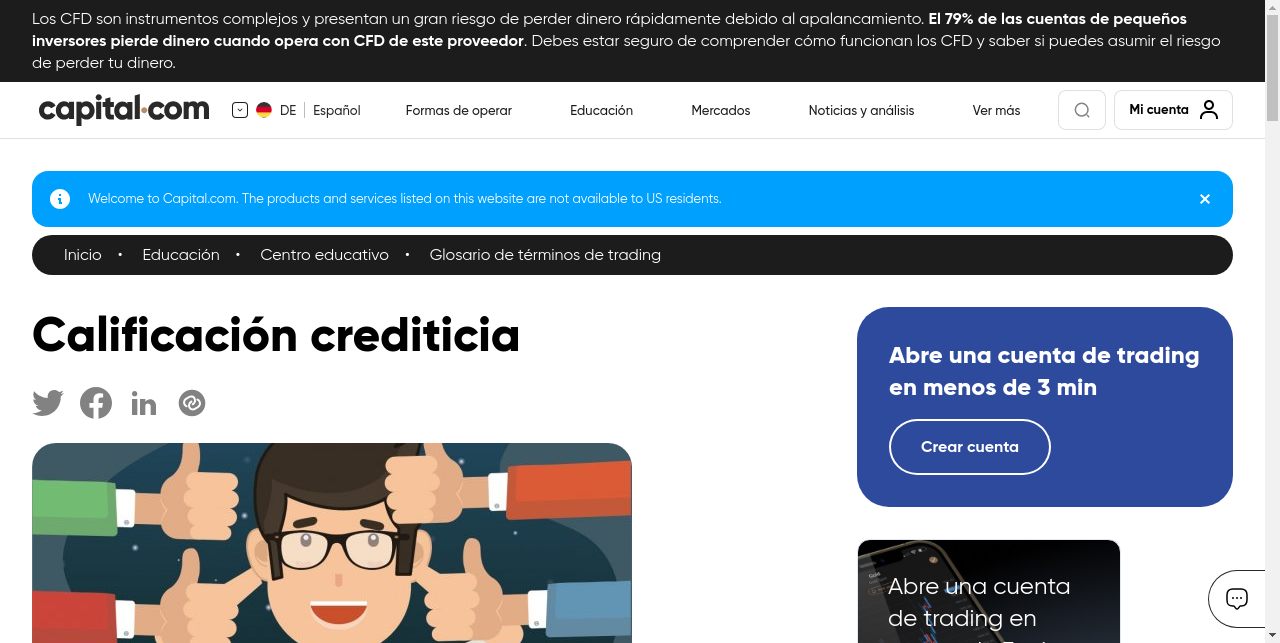 Los CFD son instrumentos complejos y presentan un gran riesgo de perder dinero rápidamente debido al apalancamiento. El 79% de las cuentas de pequeños
inversores pierde dinero cuando opera con CFD de este proveedor. Debes estar seguro de comprender cómo funcionan los CFD y saber si puedes asumir el riesgo
de perder tu dinero.
capital.com DE Español Formas de operar Educación Mercados Noticias y análisis Ver más Mi cuenta
Welcome to Capital.com. The products and services listed on this website are not available to US residents.
Inicio • Educación • Centro educativo • Glosario de términos de trading
Calificación crediticia
Abre una cuenta de trading
en menos de 3 min
Crear cuenta
Abre una cuenta
de trading en